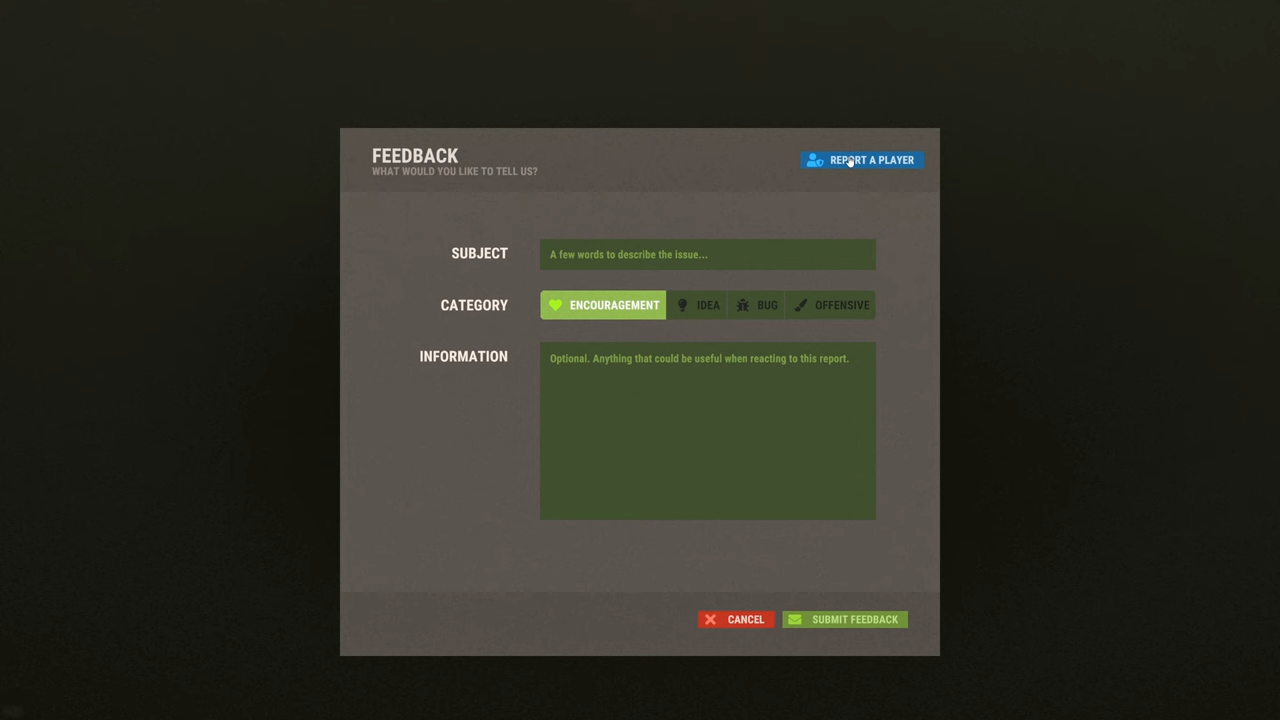 FEEDBACK
WHAT WOULD YOU LIKE TO TELL US?
REPORT A PLAYER
SUBJECT
A few words to describe the issue...
CATEGORY
ENCOURAGEMENT IDEA BUG OFFENSIVE
INFORMATION
Optional. Anything that could be useful when reacting to this report.
CANCEL SUBMIT FEEDBACK